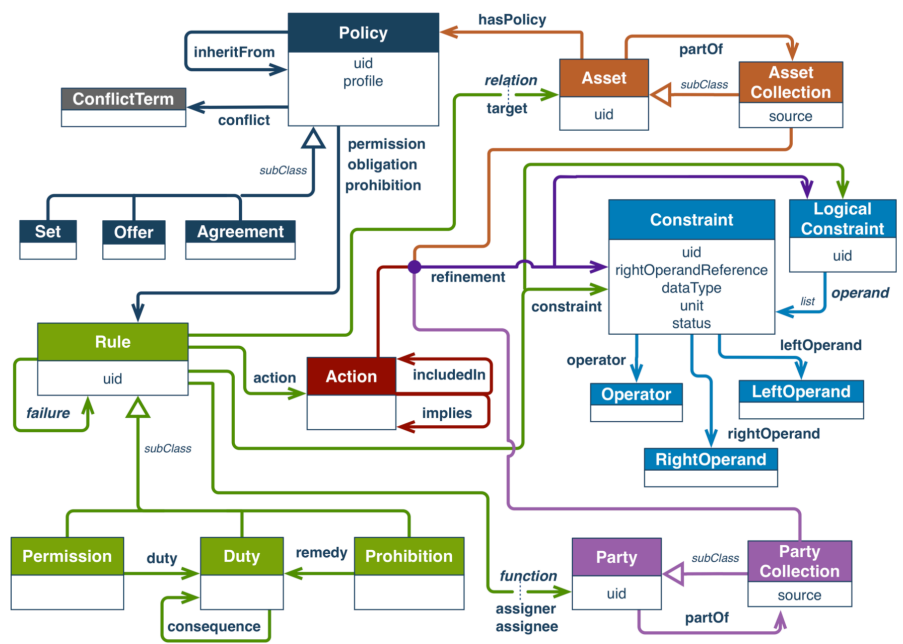 Policy
uid
profile
inheritFrom
ConflictTerm
conflict
hasPolicy
partOf
relation
target
Asset
uid
subClass
Asset
Collection
source
subClass
permission
obligation
prohibition
Set
Offer
Agreement
Constraint
uid
rightOperandReference
dataType
unit
status
Logical
Constraint
uid
refinement
constraint
list
operand
Rule
uid
failure
action
Action
includedIn
implies
operator
leftOperand
Operator
LeftOperand
rightOperand
RightOperand
subClass
Permission
duty
Duty
remedy
Prohibition
consequence
function
assigner
assignee
Party
uid
subClass
Party
Collection
source
partOf